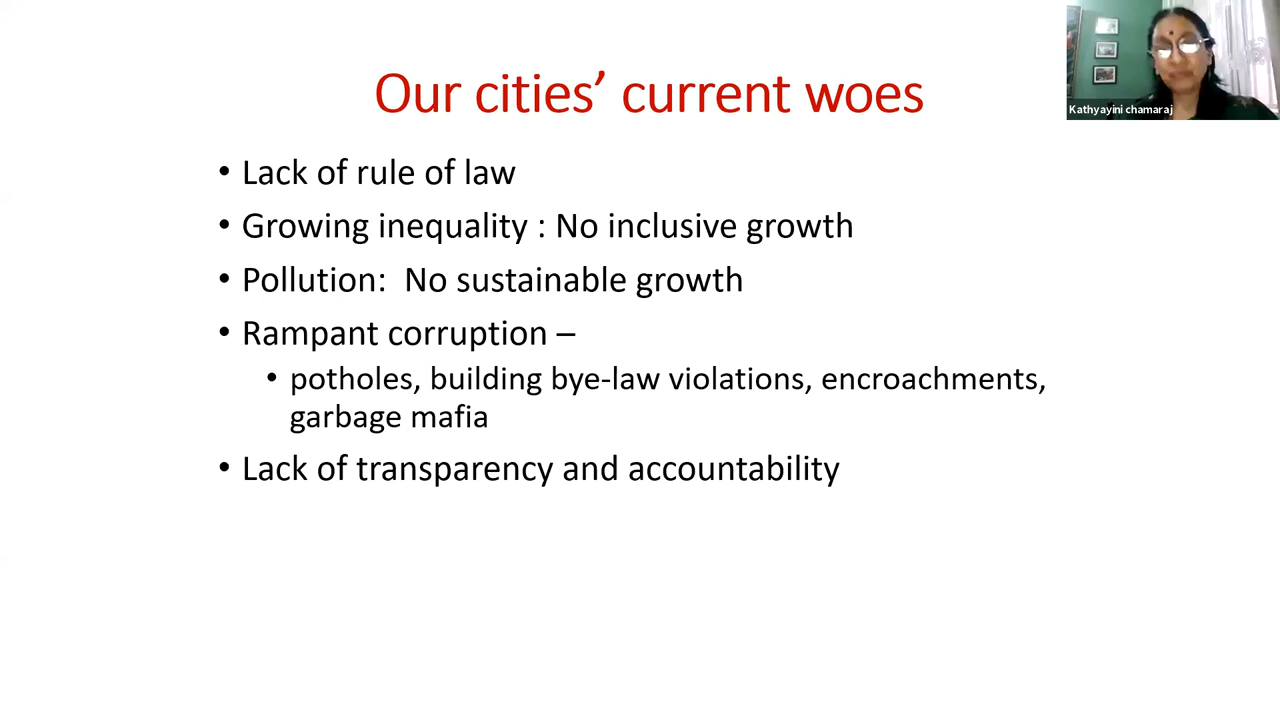 Our cities’ current woes
Kathyayini chamaraj
• Lack of rule of law
• Growing inequality : No inclusive growth
• Pollution:  No sustainable growth
• Rampant corruption –
• potholes, building bye-law violations, encroachments,
garbage mafia
• Lack of transparency and accountability